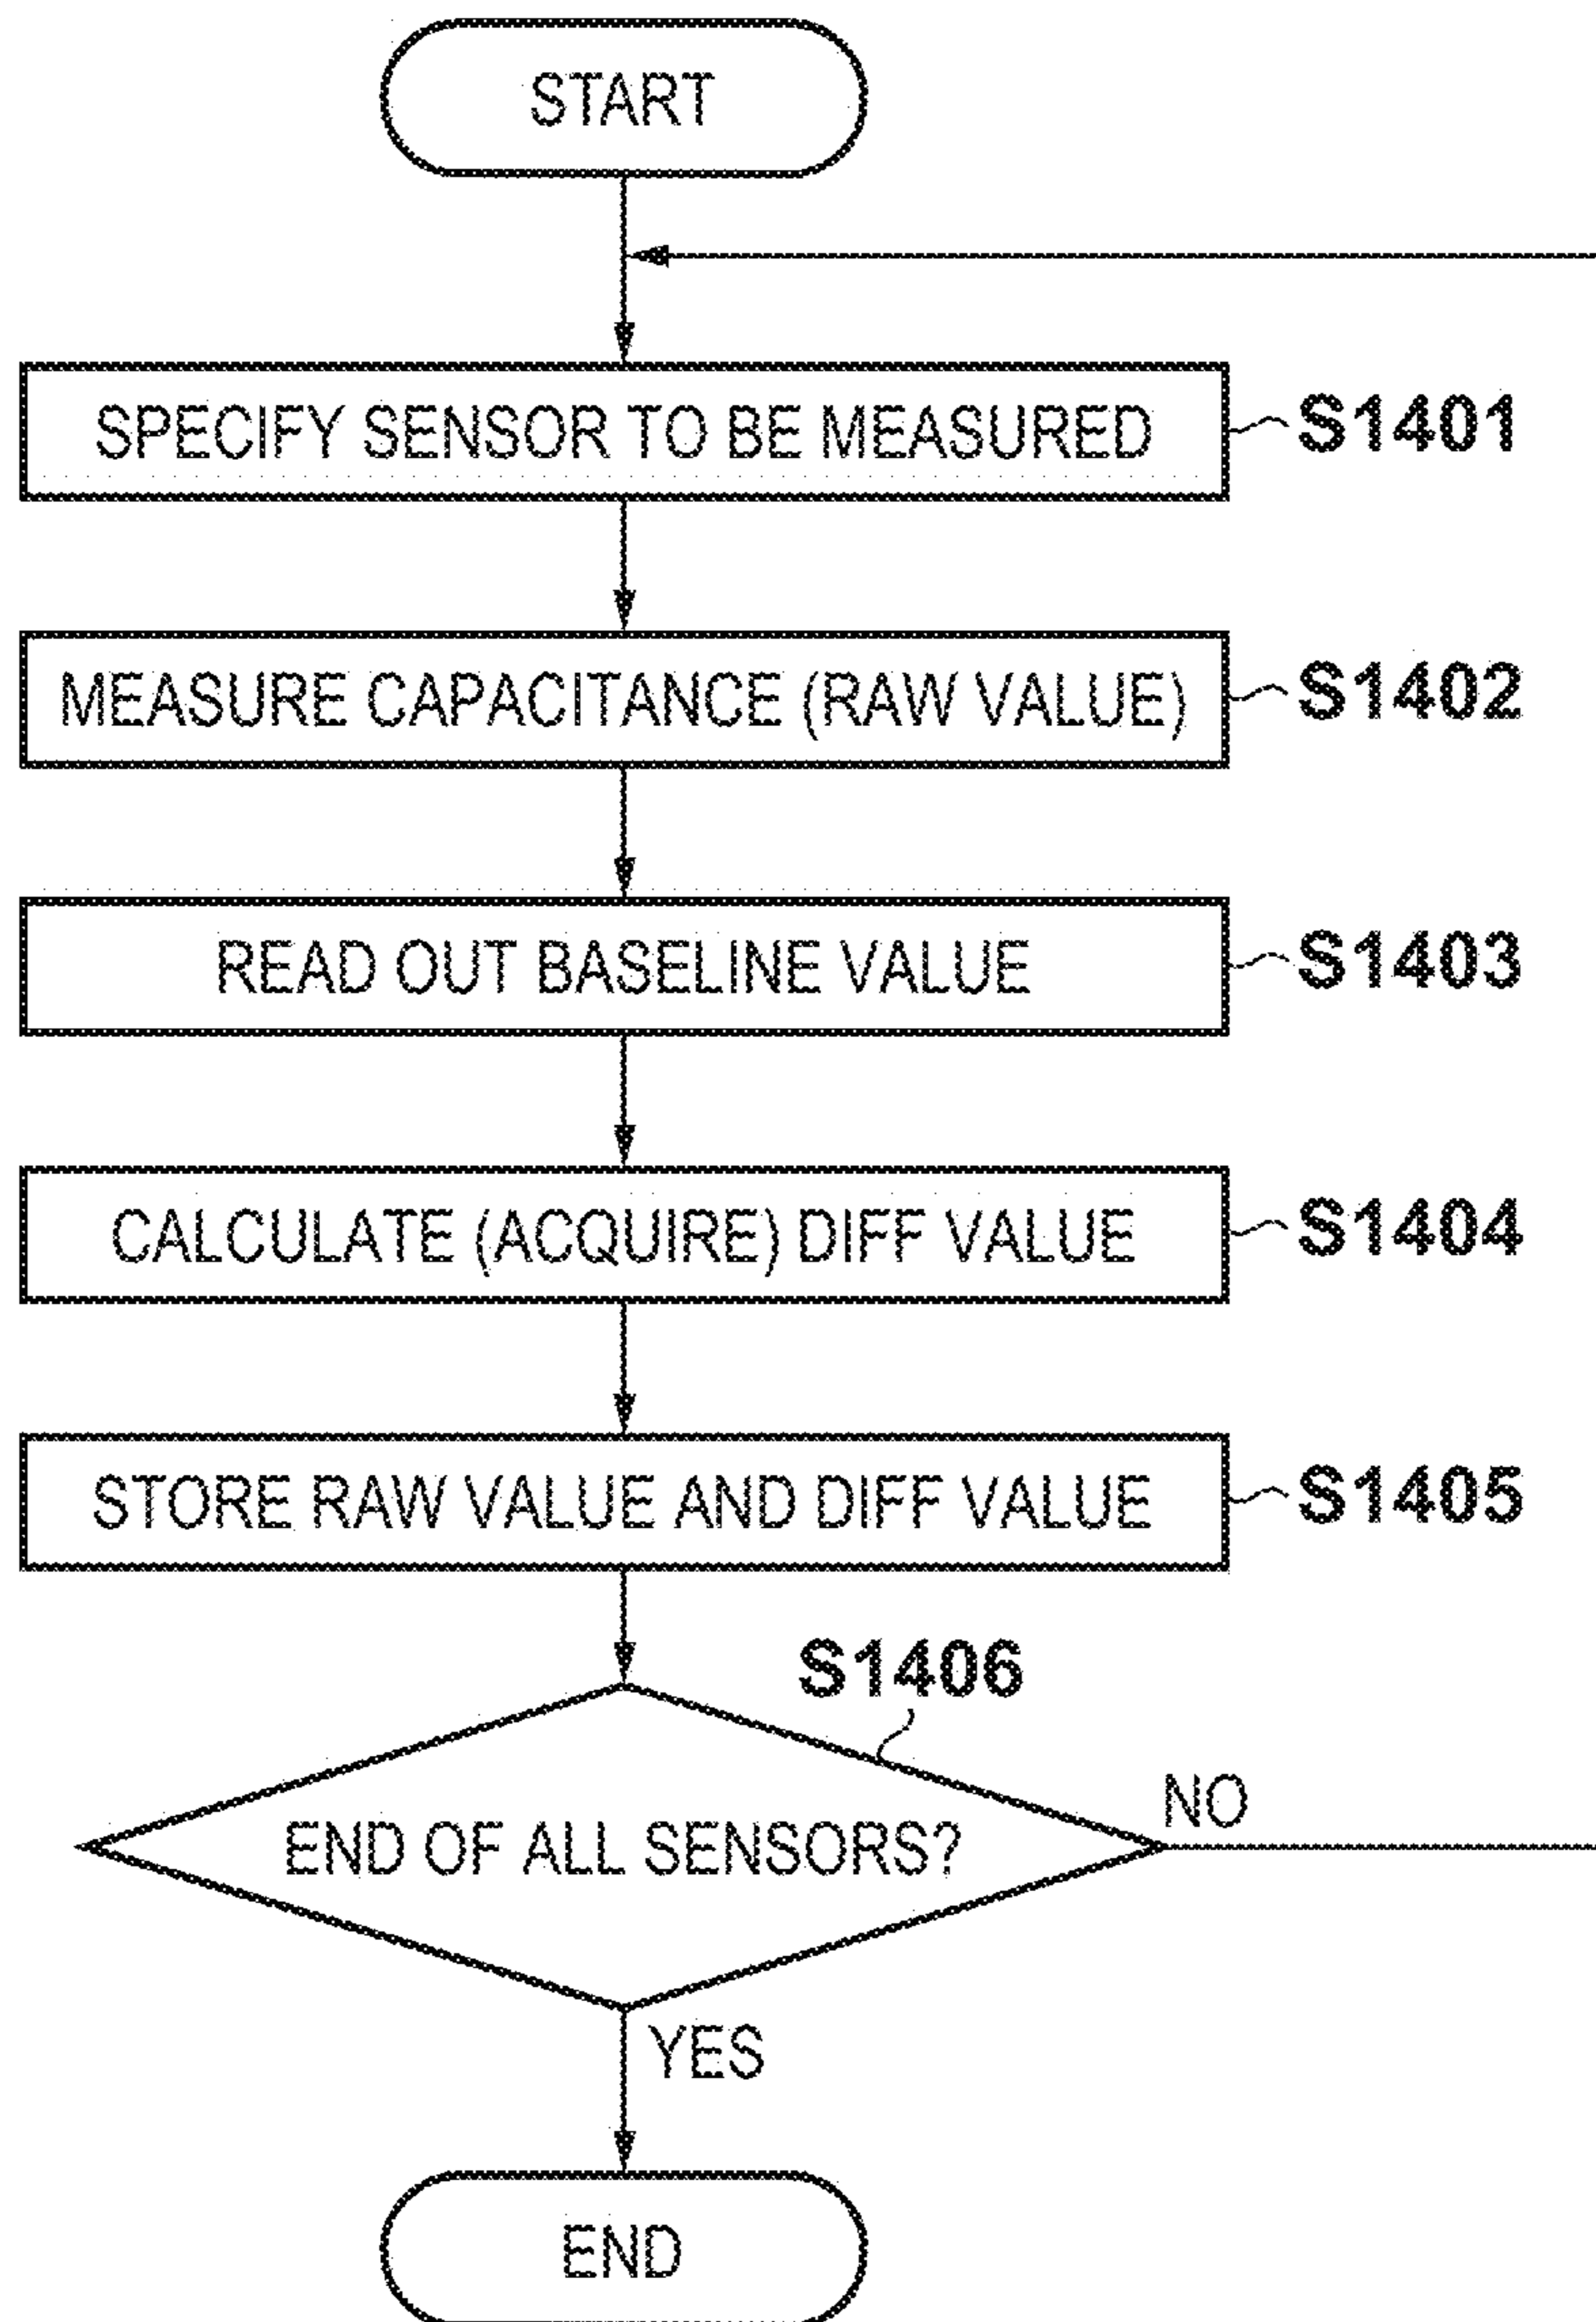 START
SPECIFY SENSOR TO BE MEASURED
S1401
MEASURE CAPACITANCE (RAW VALUE)
S1402
READ OUT BASELINE VALUE
S1403
CALCULATE (ACQUIRE) DIFF VALUE
S1404
STORE RAW VALUE AND DIFF VALUE
S1405
S1406
END OF ALL SENSORS?
NO
YES
END